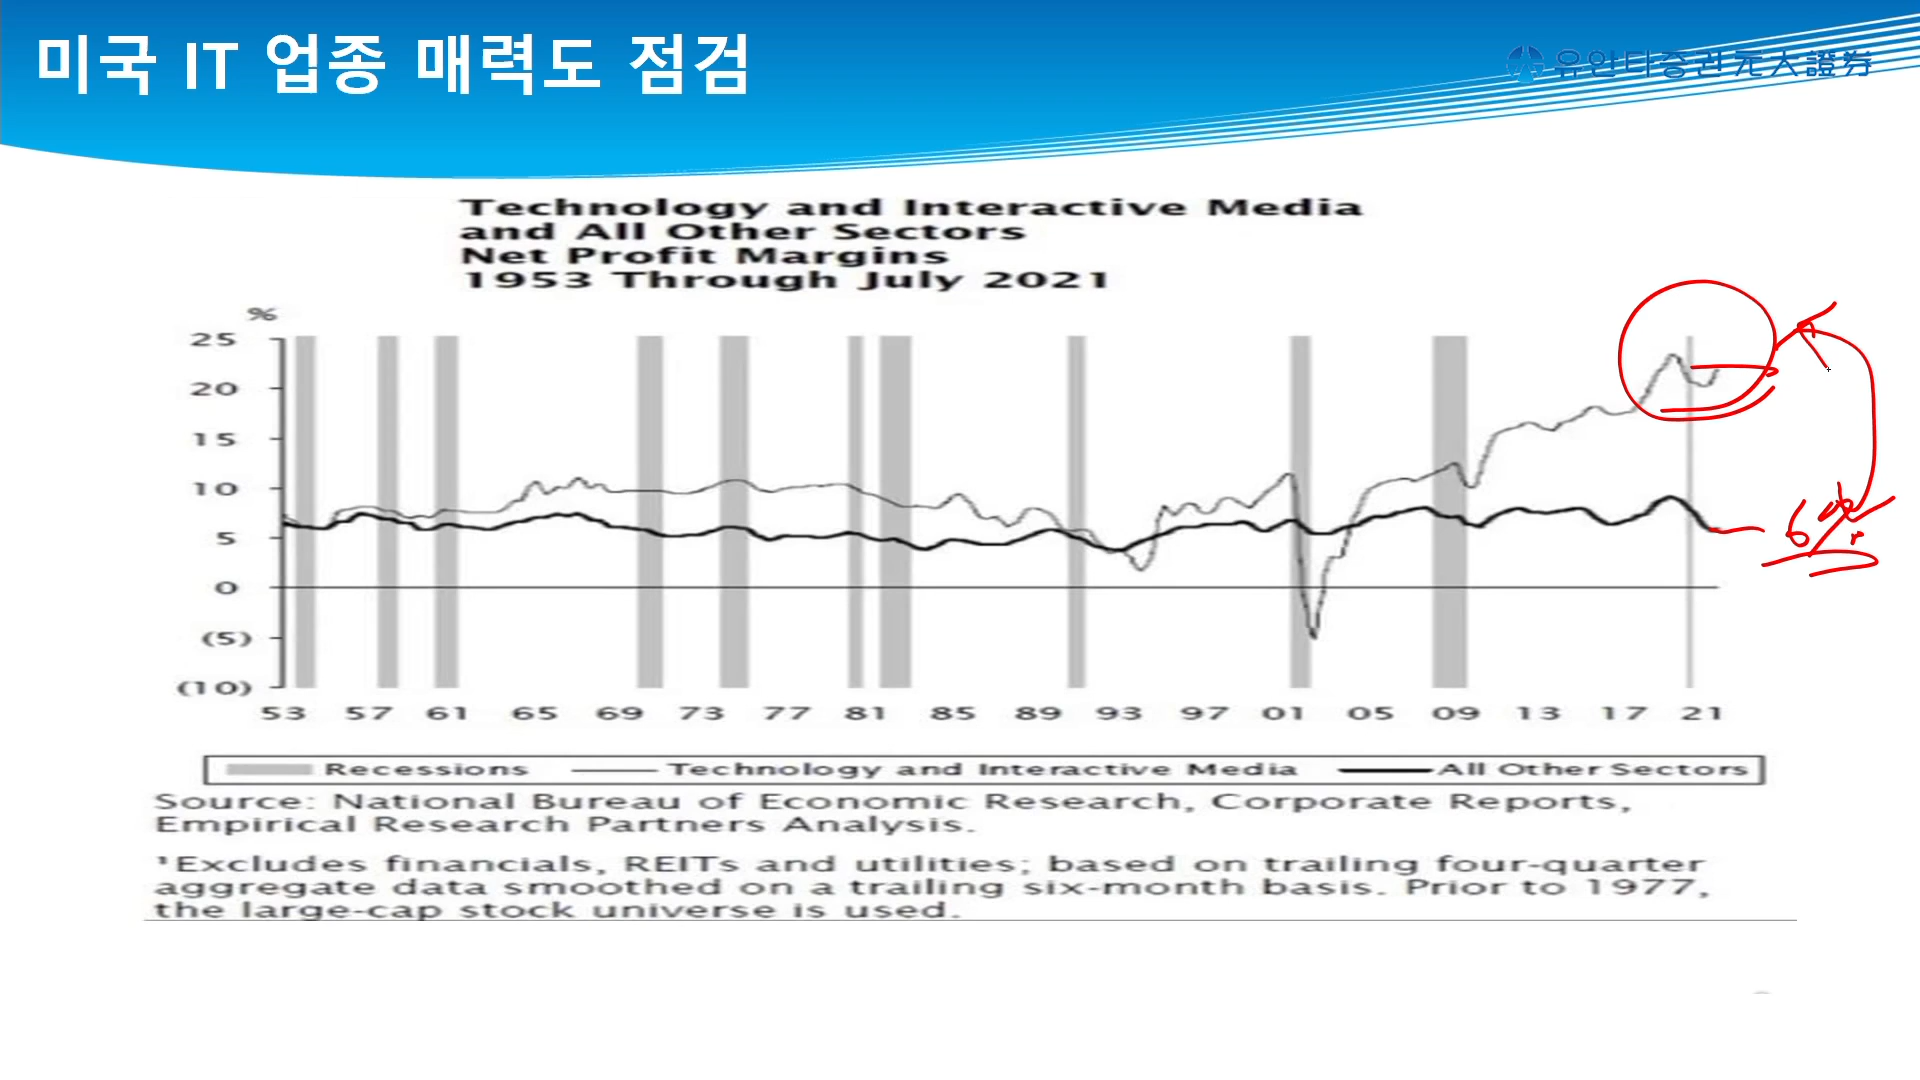 미국 IT 업종 매력도 점검
유안타증권 元大證券
Technology and Interactive Media
and All Other Sectors
Net Profit Margins
1953 Through July 2021
%
25
20
15
10
5
0
(5)
(10)
53 57 61 65 69 73 77 81 85 89 93 97 01 05 09 13 17 21
6%
Recessions Technology and Interactive Media All Other Sectors
Source: National Bureau of Economic Research, Corporate Reports,
Empirical Research Partners Analysis.
¹Excludes financials, REITs and utilities; based on trailing four-quarter
aggregate data smoothed on a trailing six-month basis. Prior to 1977,
the large-cap stock universe is used.